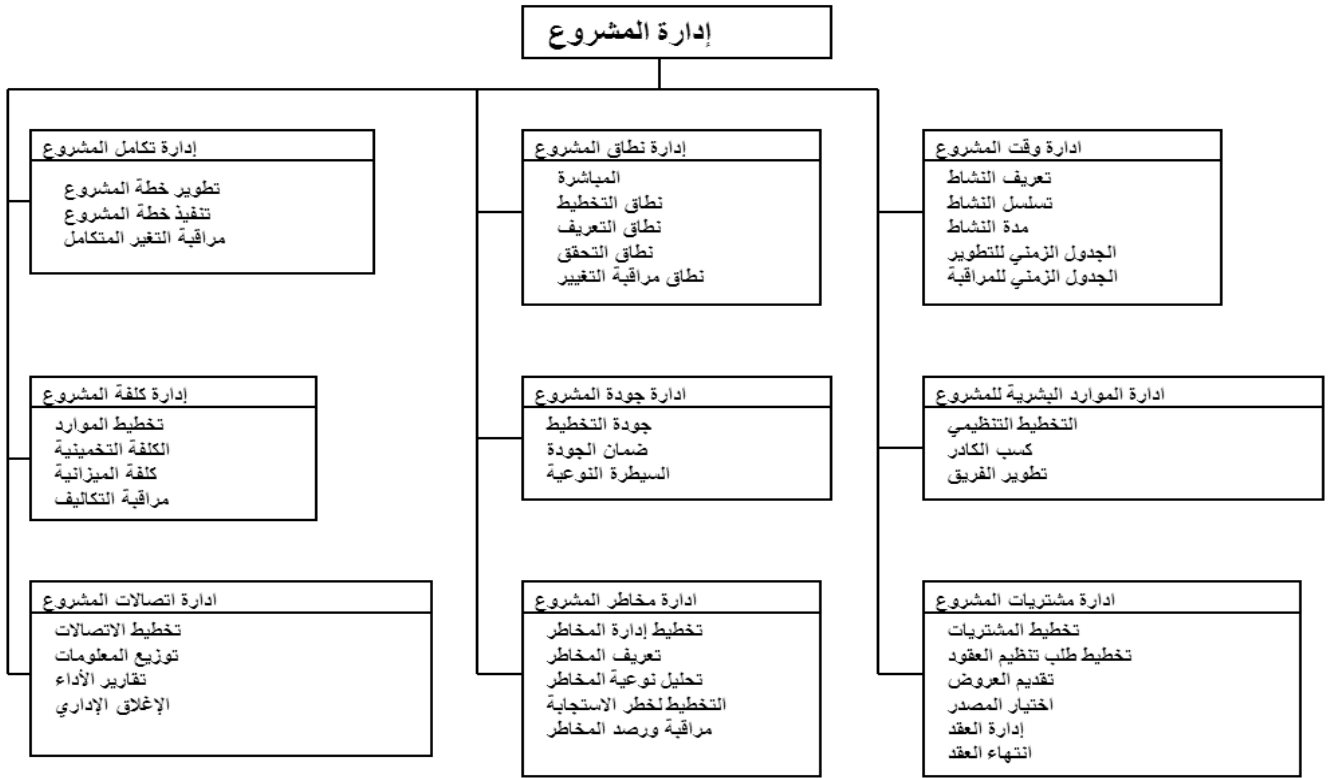 إدارة المشروع
ادارة وقت المشروع
تعريف النشاط
تسلسل النشاط
مدة النشاط
الجدول الزمني للتطوير
الجدول الزمني للمراقبة
إدارة نطاق المشروع
المباشرة
نطاق التخطيط
نطاق التعريف
نطاق التحقق
نطاق مراقبة التغيير
إدارة تكامل المشروع
تطوير خطة المشروع
تنفيذ خطة المشروع
مراقبة التغير المتكامل
ادارة الموارد البشرية للمشروع
التخطيط التنظيمي
كسب الكادر
تطوير الفريق
ادارة جودة المشروع
جودة التخطيط
ضمان الجودة
السيطرة النوعية
إدارة كلفة المشروع
تخطيط الموارد
الكلفة التخمينية
كلفة الميزانية
مراقبة التكاليف
ادارة مشتريات المشروع
تخطيط المشتريات
تخطيط طلب تنظيم العقود
تقديم العروض
اختيار المصدر
إدارة العقد
انتهاء العقد
ادارة مخاطر المشروع
تخطيط إدارة المخاطر
تعريف المخاطر
تحليل نوعية المخاطر
التخطيط لخطر الاستجابة
مراقبة ورصد المخاطر
ادارة اتصالات المشروع
تخطيط الاتصالات
توزيع المعلومات
تقارير الأداء
الإغلاق الإداري